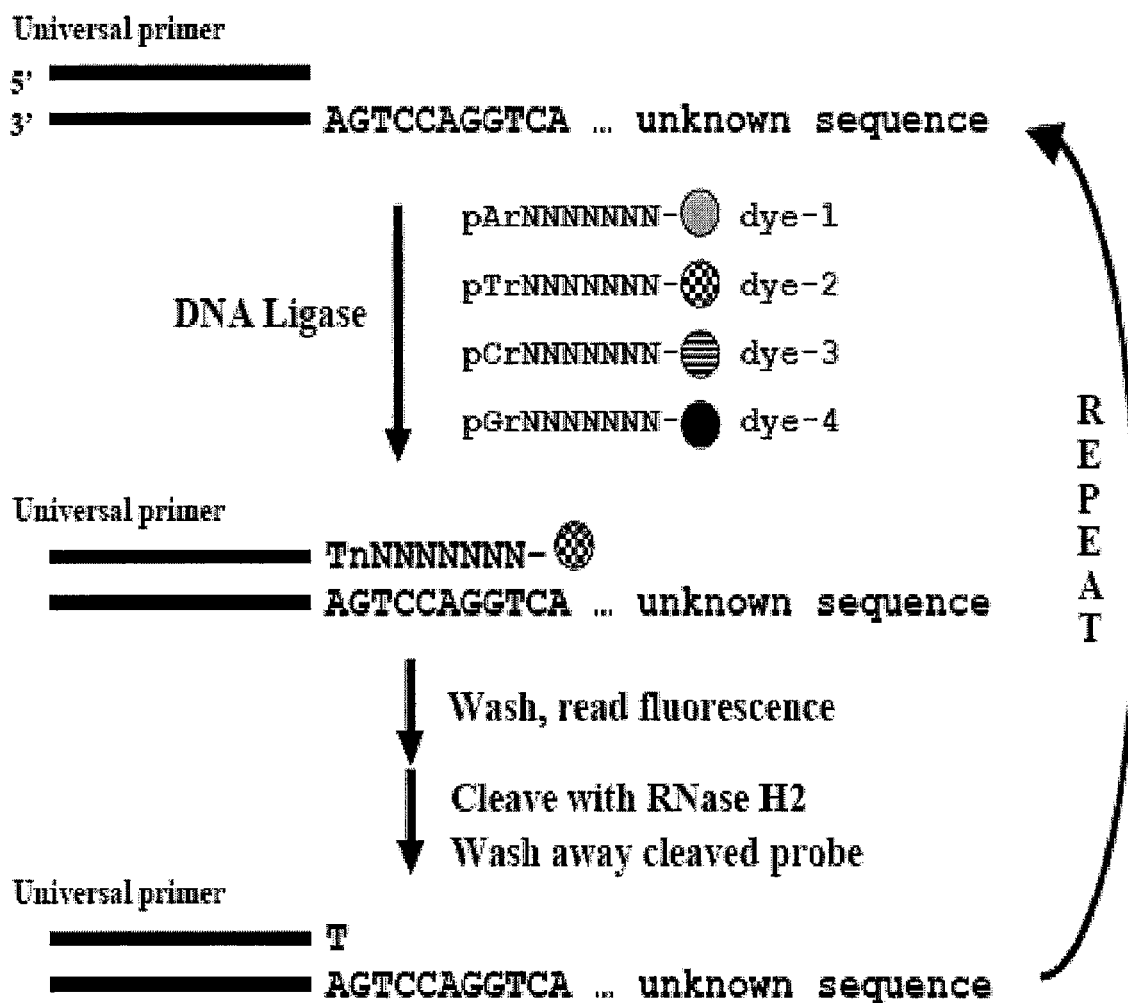 Universal primer
5'
3' AGTCCAGGTCA ... unknown sequence
pArNNNNNNN- dye-1
pTrNNNNNNN- dye-2
DNA Ligase
pCrNNNNNNN- dye-3
pGrNNNNNNN- dye-4
REPEAT
Universal primer
TnNNNNNNN-
AGTCCAGGTCA ... unknown sequence
Wash, read fluorescence
Cleave with RNase H2
Wash away cleaved probe
Universal primer
T
AGTCCAGGTCA ... unknown sequence